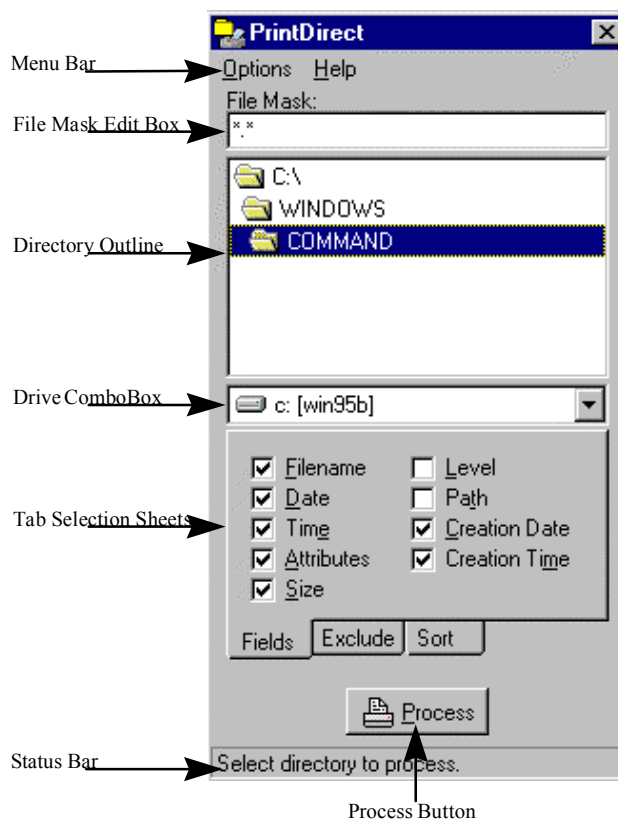 PrintDirect
Menu Bar
Options Help
File Mask:
File Mask Edit Box
*.*
C:\
WINDOWS
Directory Outline
COMMAND
Drive ComboBox
c: [win95b]
Filename Level
Date Path
Tab Selection Sheets
Time Creation Date
Attributes Creation Time
Size
Fields Exclude Sort
Process
Status Bar
Select directory to process.
Process Button